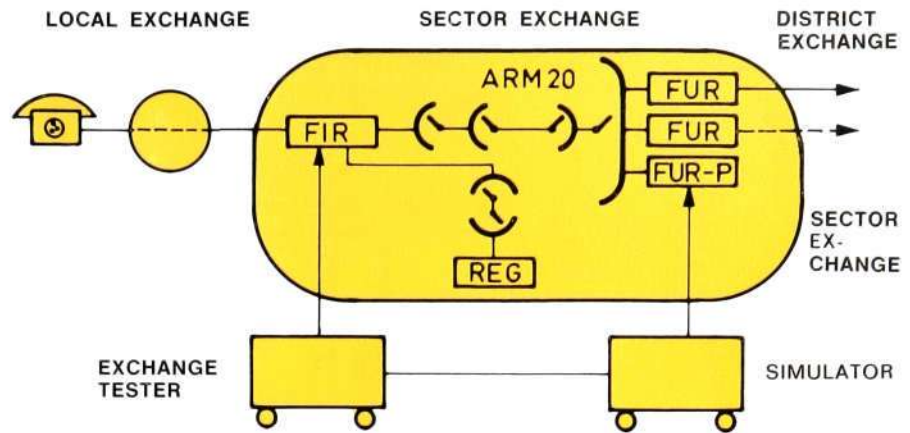 LOCAL EXCHANGE
SECTOR EXCHANGE
DISTRICT
EXCHANGE
ARM 20
FIR
FUR
FUR
FUR-P
REG
SECTOR
EX-
CHANGE
EXCHANGE
TESTER
SIMULATOR